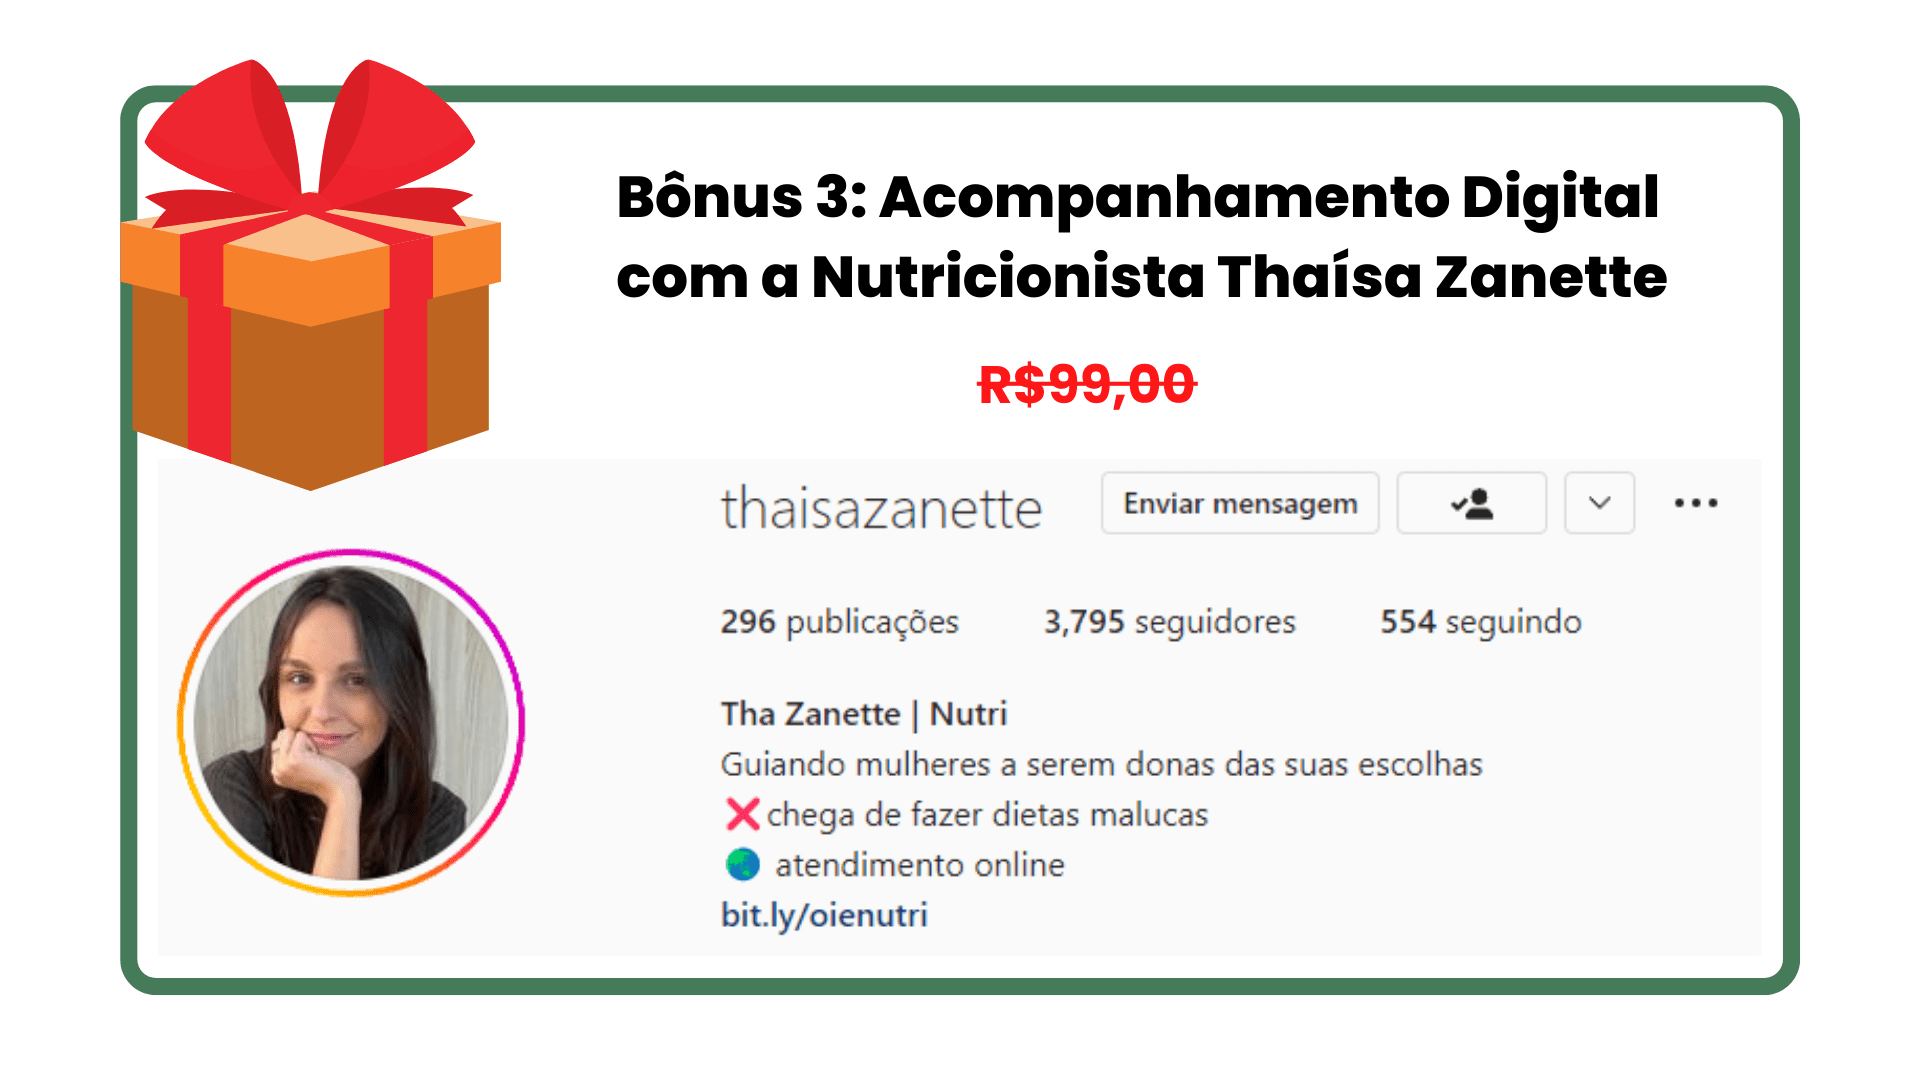 Bônus 3: Acompanhamento Digital
com a Nutricionista Thaísa Zanette
R$99,00
thaisazanette
Enviar mensagem
296 publicações 3,795 seguidores 554 seguindo
Tha Zanette | Nutri
Guiando mulheres a serem donas das suas escolhas
❌chega de fazer dietas malucas
🌏 atendimento online
bit.ly/oienutri